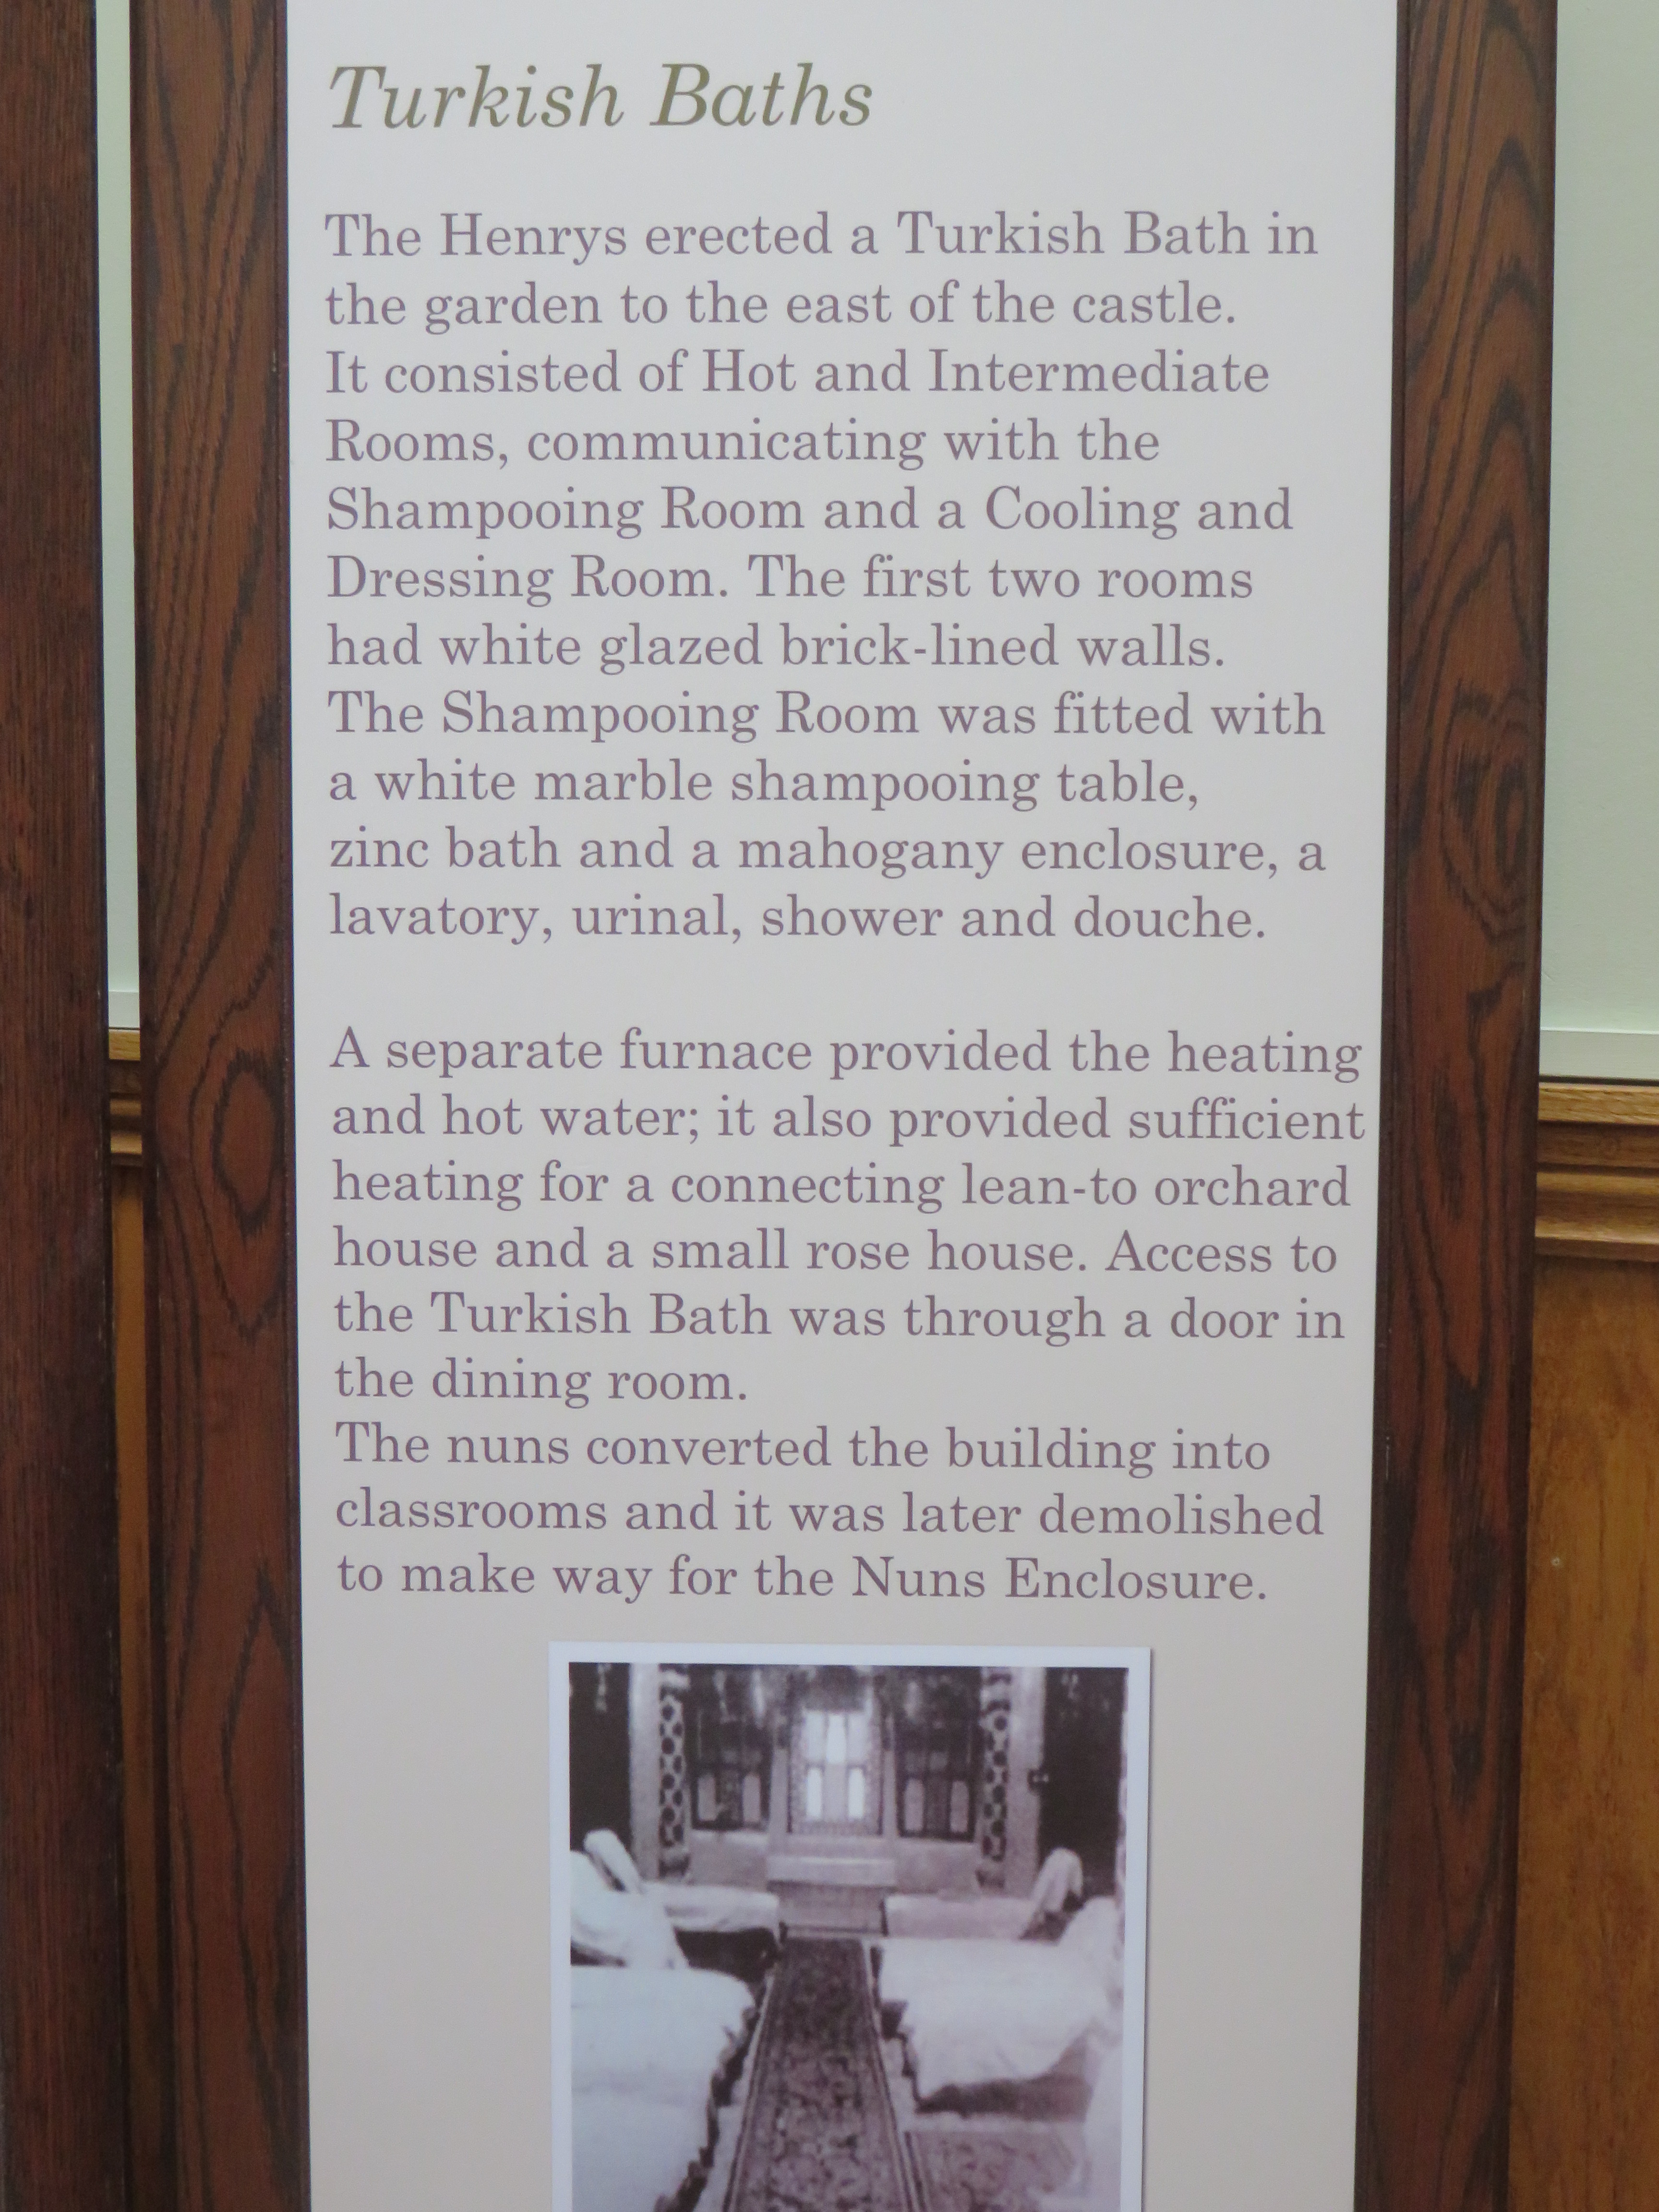 Turkish Baths
The Henrys erected a Turkish Bath in
the garden to the east of the castle.
It consisted of Hot and Intermediate
Rooms, communicating with the
Shampooing Room and a Cooling and
Dressing Room. The first two rooms
had white glazed brick-lined walls.
The Shampooing Room was fitted with
a white marble shampooing table,
zinc bath and a mahogany enclosure, a
lavatory, urinal, shower and douche.
A separate furnace provided the heating
and hot water; it also provided sufficient
heating for a connecting lean-to orchard
house and a small rose house. Access to
the Turkish Bath was through a door in
the dining room.
The nuns converted the building into
classrooms and it was later demolished
to make way for the Nuns Enclosure.